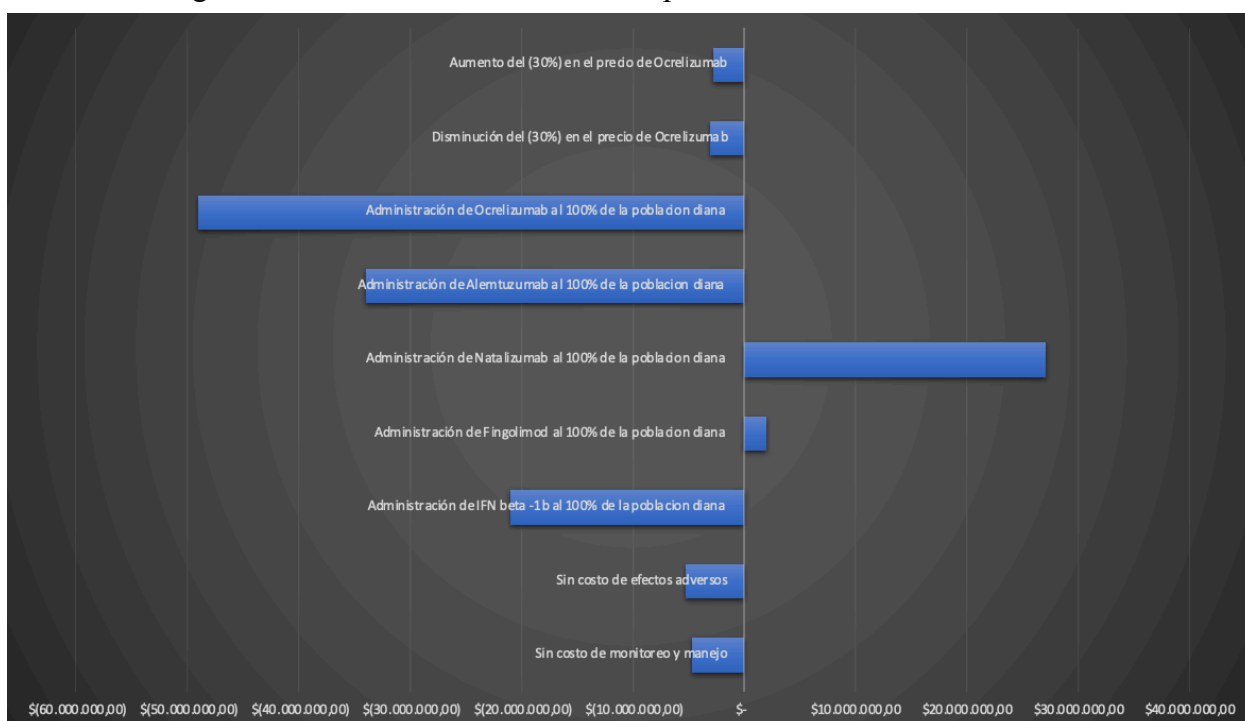 Aumento del (30%) en el precio de Ocrelizumab
Disminución del (30%) en el precio de Ocrelizumab
Administración de Ocrelizumab al 100% de la poblacion diana
Administración de Alemtuzumab al 100% de la poblacion diana
Administración de Natalizumab al 100% de la poblacion diana
Administración de Fingolimod al 100% de la poblacion diana
Administración de IFN beta -1b al 100% de la poblacion diana
Sin costo de efectos adversos
Sin costo de monitoreo y manejo
$(60.000.000,00) $(50.000.000,00) $(40.000.000,00) $(30.000.000,00) $(20.000.000,00) $(10.000.000,00) $- $10.000.000,00 $20.000.000,00 $30.000.000,00 $40.000.000,00